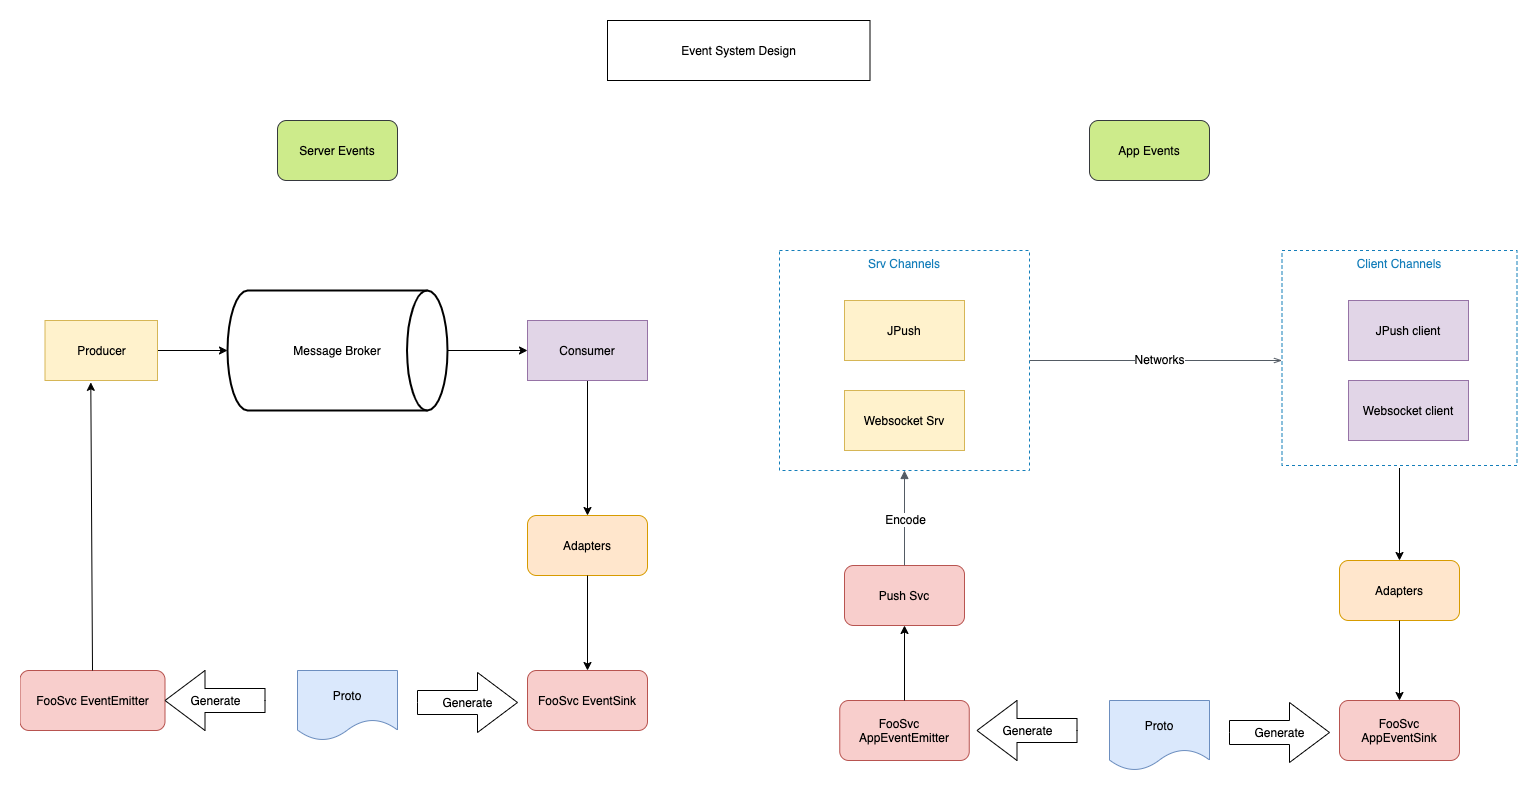 Event System Design
Server Events
App Events
Srv Channels
Client Channels
Producer
Message Broker
Consumer
JPush
JPush client
Networks
Websocket Srv
Websocket client
Encode
Adapters
Push Svc
Adapters
FooSvc EventEmitter
Generate
Proto
Generate
FooSvc EventSink
FooSvc
AppEventEmitter
Generate
Proto
Generate
FooSvc
AppEventSink